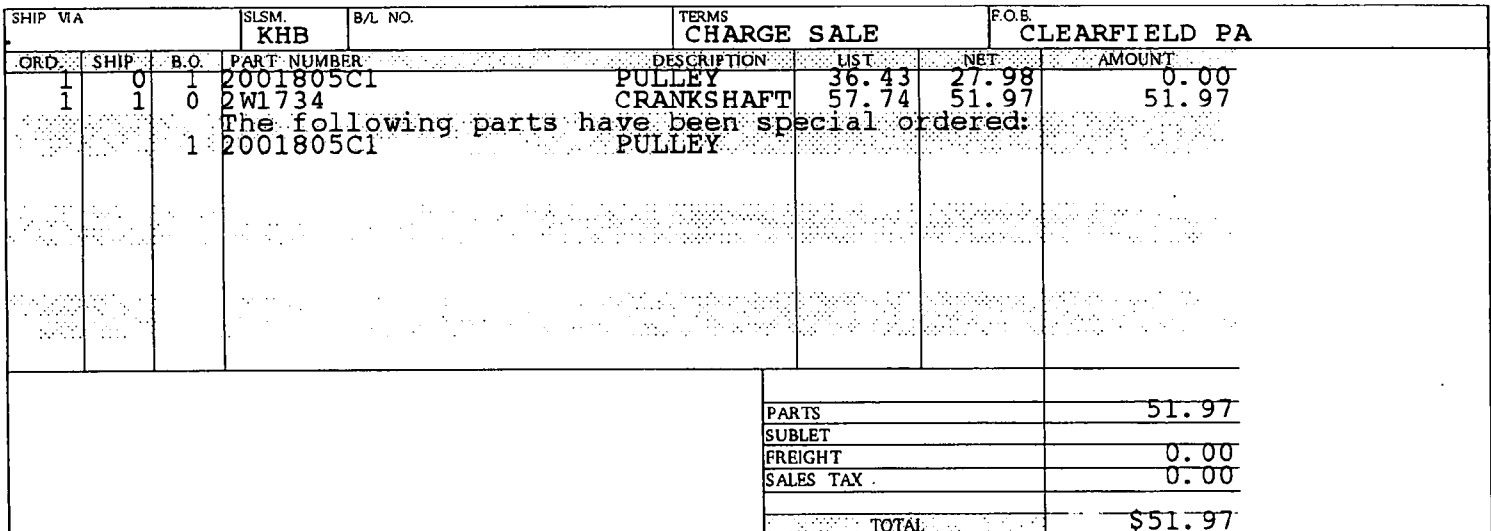 SHIP VIA SLSM. B/L NO. TERMS F.O.B.
KHB CHARGE SALE CLEARFIELD PA
ORD. SHIP B.O. PART NUMBER DESCRIPTION LIST NET AMOUNT
1 0 1 2001805C1 PULLEY 36.43 27.98 0.00
1 1 0 2W1734 CRANKSHAFT 57.74 51.97 51.97
The following parts have been special ordered:
1 2001805C1 PULLEY
PARTS 51.97
SUBLET
FREIGHT 0.00
SALES TAX 0.00
TOTAL $51.97